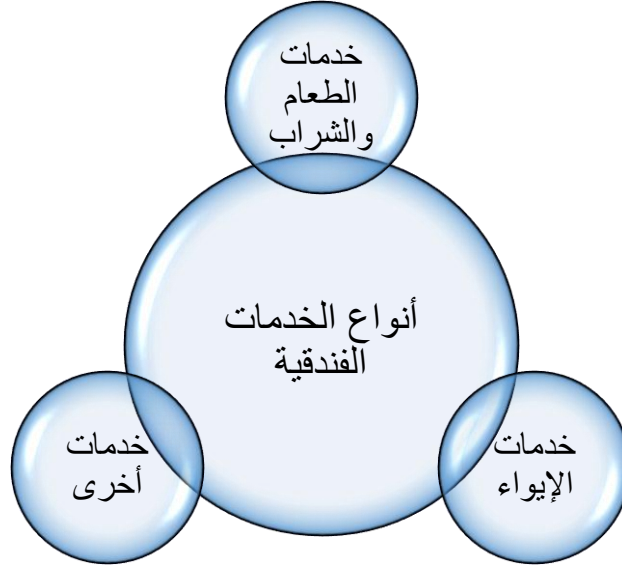 خدمات
الطعام
والشراب
أنواع الخدمات
الفندقية
خدمات
الإيواء
خدمات
أخرى